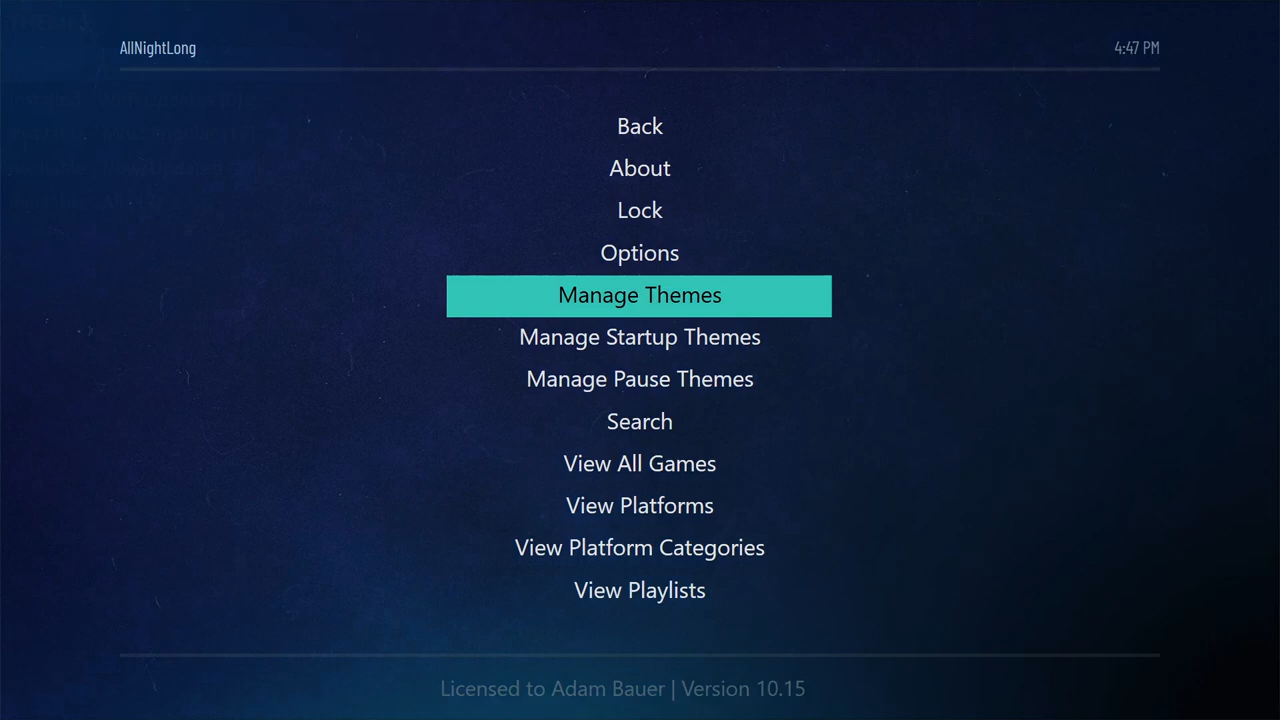 AllNightLong
4:47 PM
Back
About
Lock
Options
Manage Themes
Manage Startup Themes
Manage Pause Themes
Search
View All Games
View Platforms
View Platform Categories
View Playlists
Licensed to Adam Bauer | Version 10.15